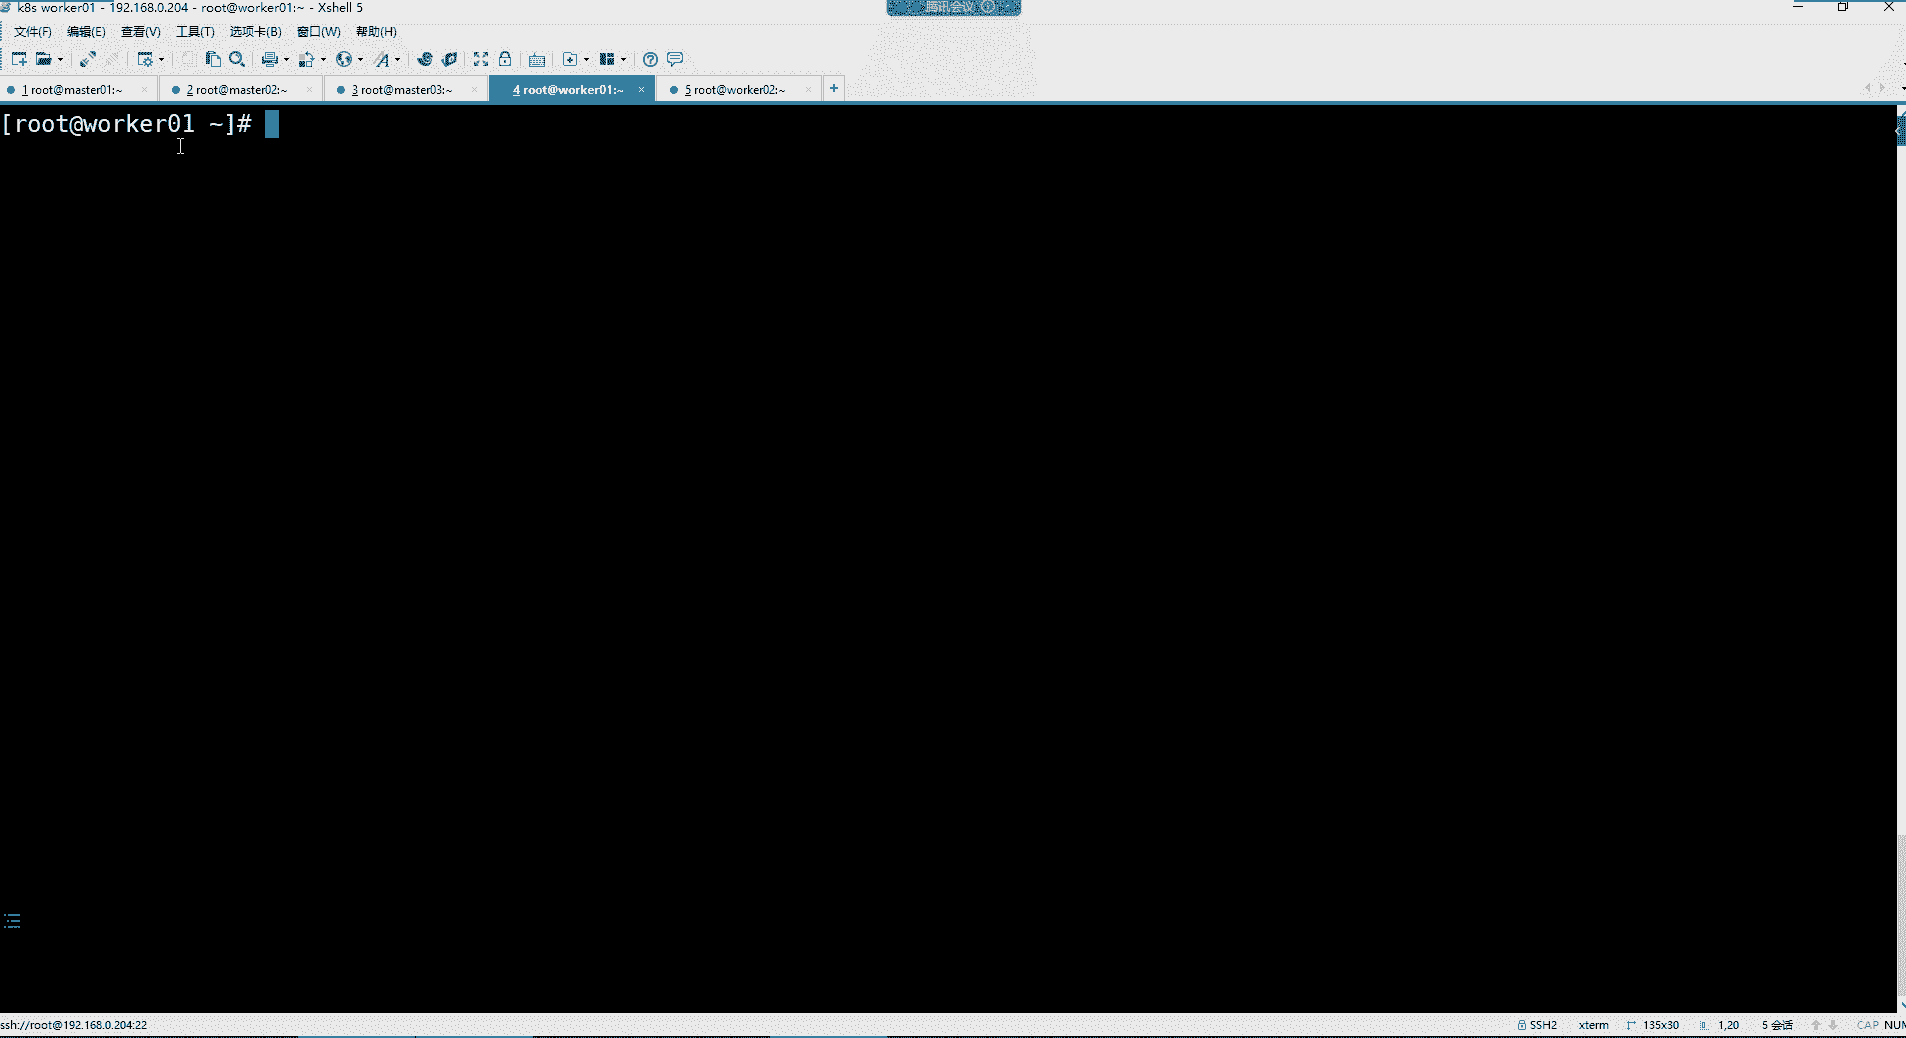 k8s worker01 - 192.168.0.204 - root@worker01:~ - Xshell 5
腾讯会议
文件(F) 编辑(E) 查看(V) 工具(T) 选项卡(B) 窗口(W) 帮助(H)
1 root@master01:~ 2 root@master02:~ 3 root@master03:~ 4 root@worker01:~ 5 root@worker02:~
[root@worker01 ~]#
ssh://root@192.168.0.204:22 SSH2 xterm 135x30 1,20 5 会话 CAP NUM